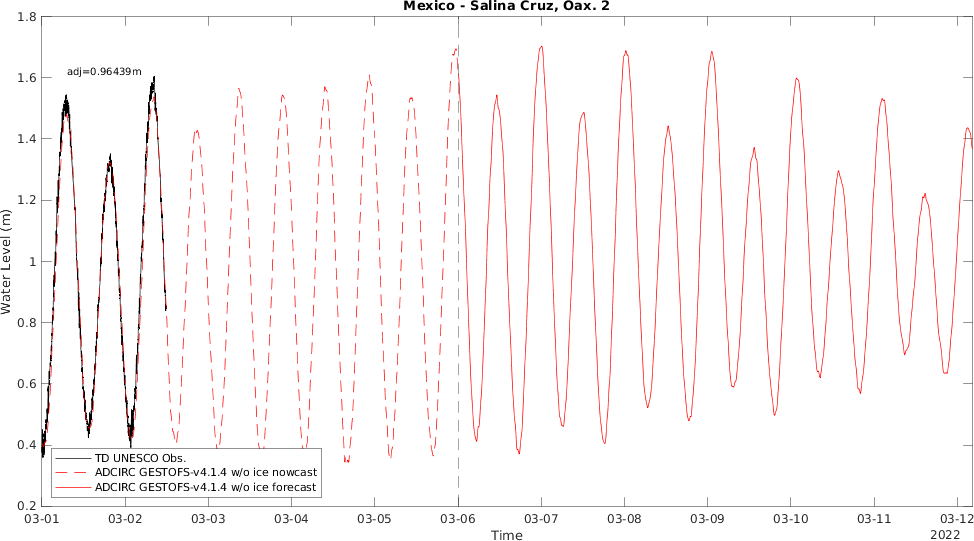 Mexico - Salina Cruz, Oax. 2
adj=0.96439m
Water Level (m)
1.8
1.6
1.4
1.2
1
0.8
0.6
0.4
0.2
TD UNESCO Obs.
ADCIRC GESTOFS-v4.1.4 w/o ice nowcast
ADCIRC GESTOFS-v4.1.4 w/o ice forecast
03-01 03-02 03-03 03-04 03-05 03-06 03-07 03-08 03-09 03-10 03-11 03-12
Time
2022